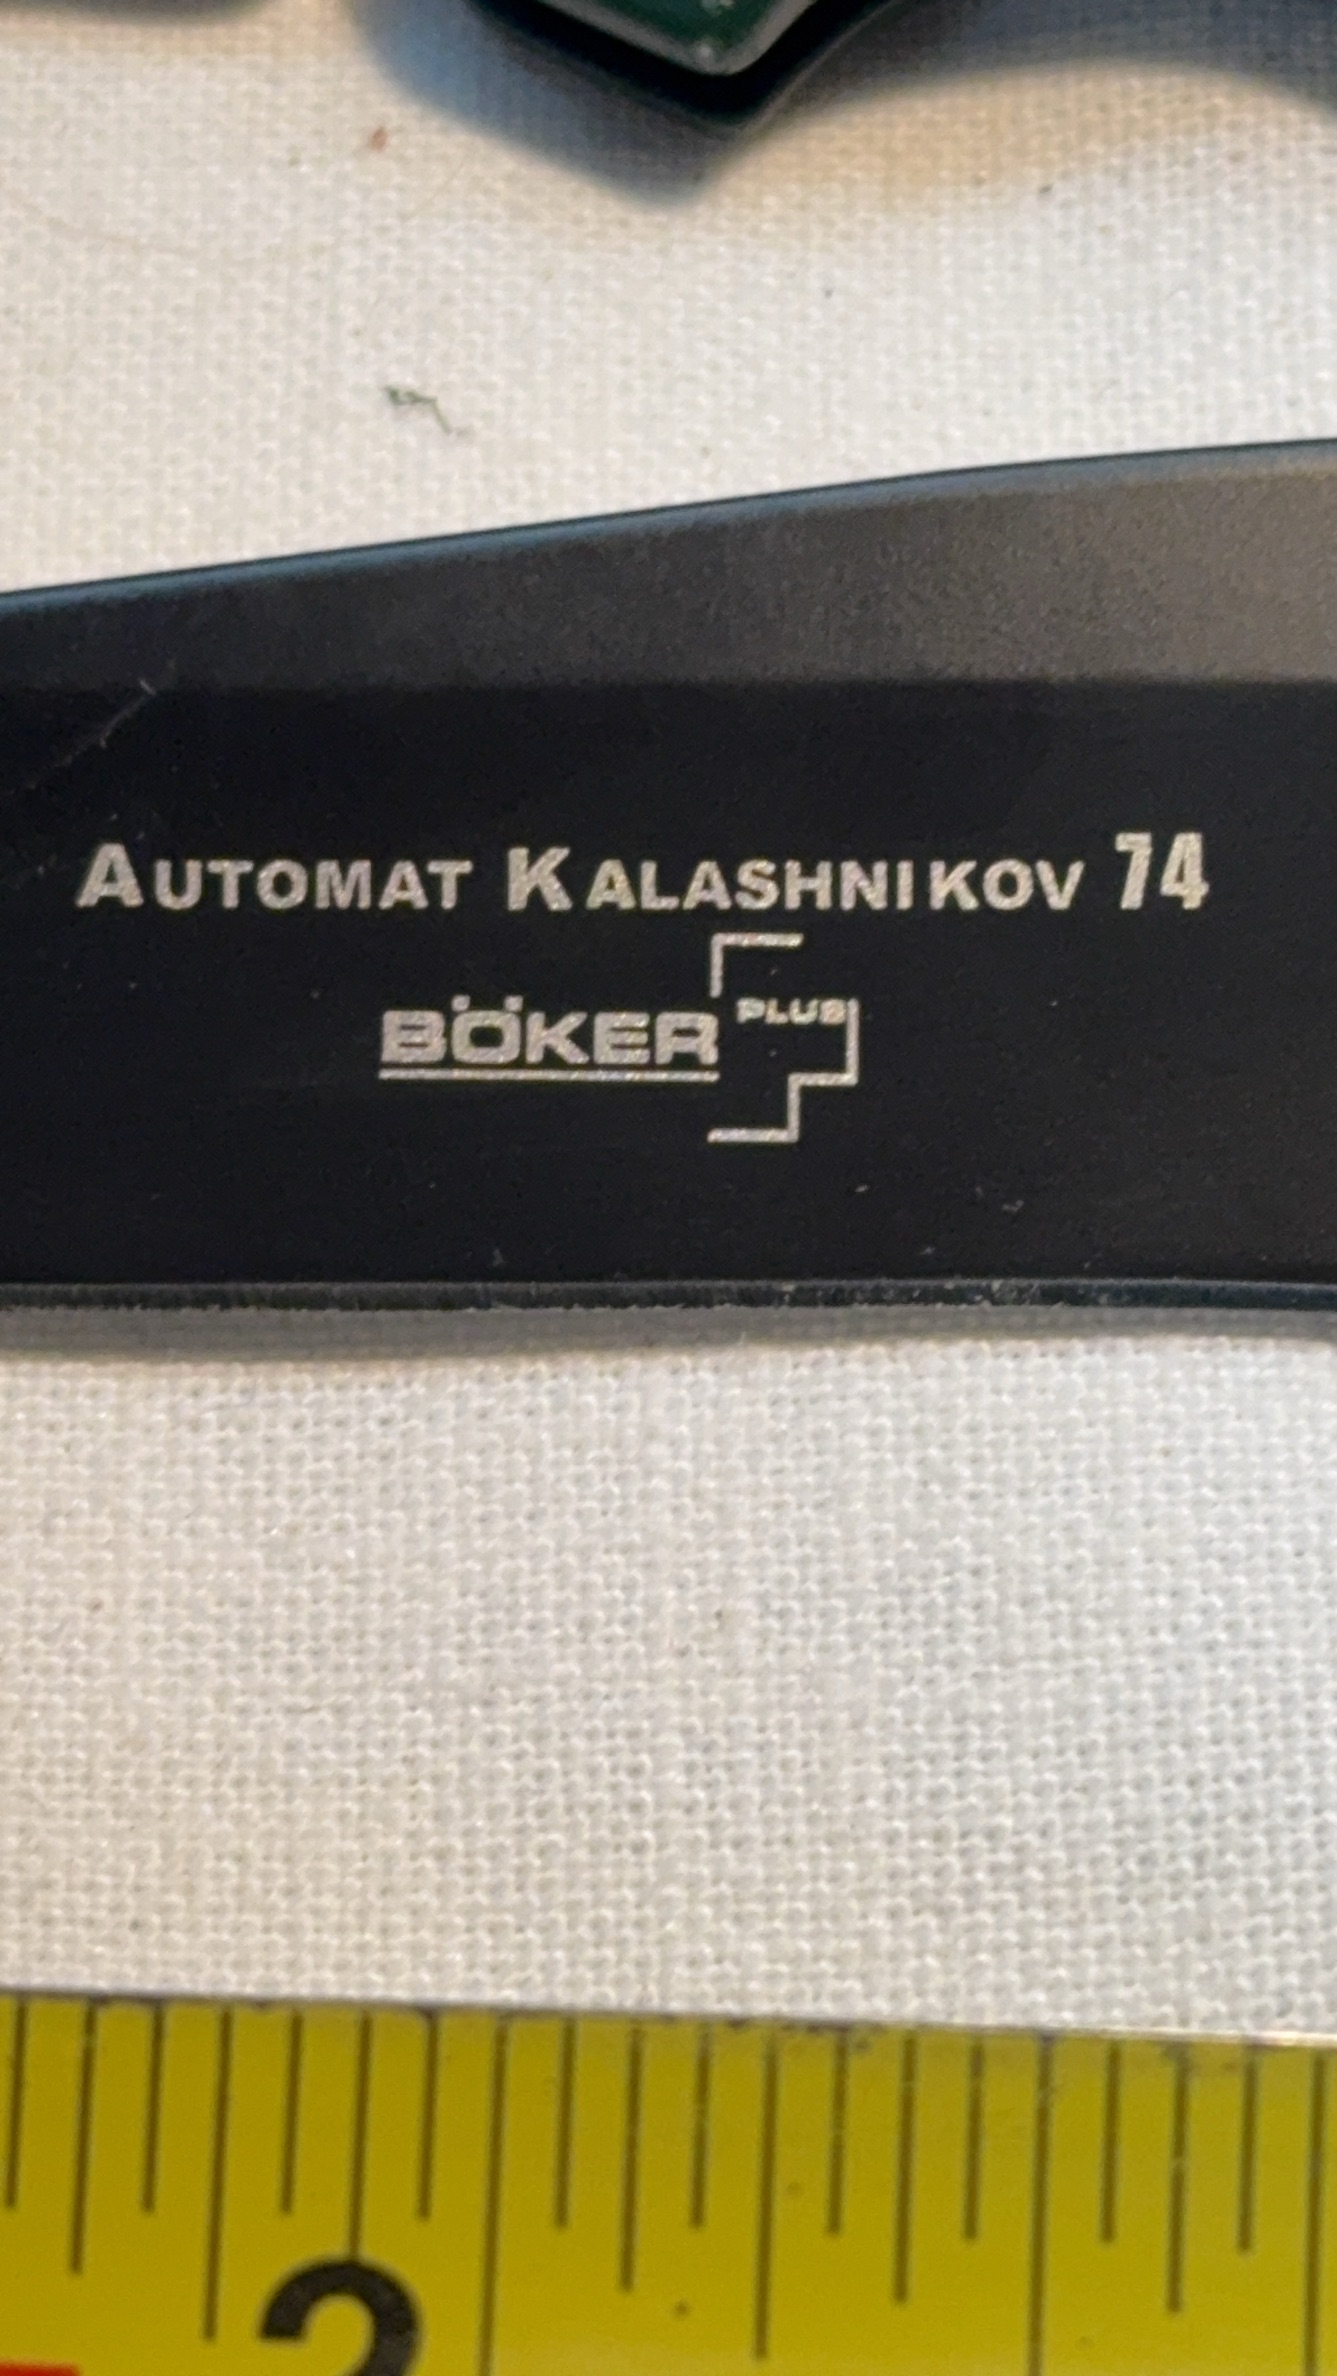 AUTOMAT KALASHNIKOV 74
BÖKER PLUS
2